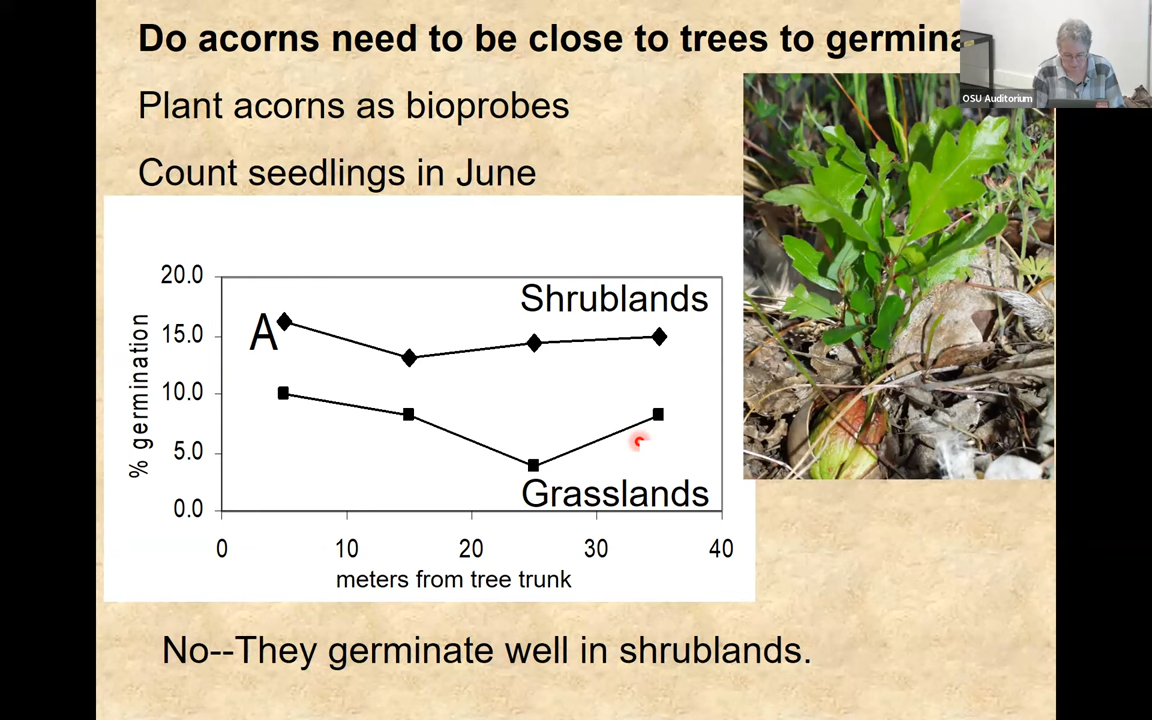 Do acorns need to be close to trees to
OSU Auditorium
Plant acorns as bioprobes
Count seedlings in June
20.0
15.0
10.0
5.0
0.0
% germination
A
Shrublands
Grasslands
0 10 20 30 40
meters from tree trunk
No--They germinate well in shrublands.